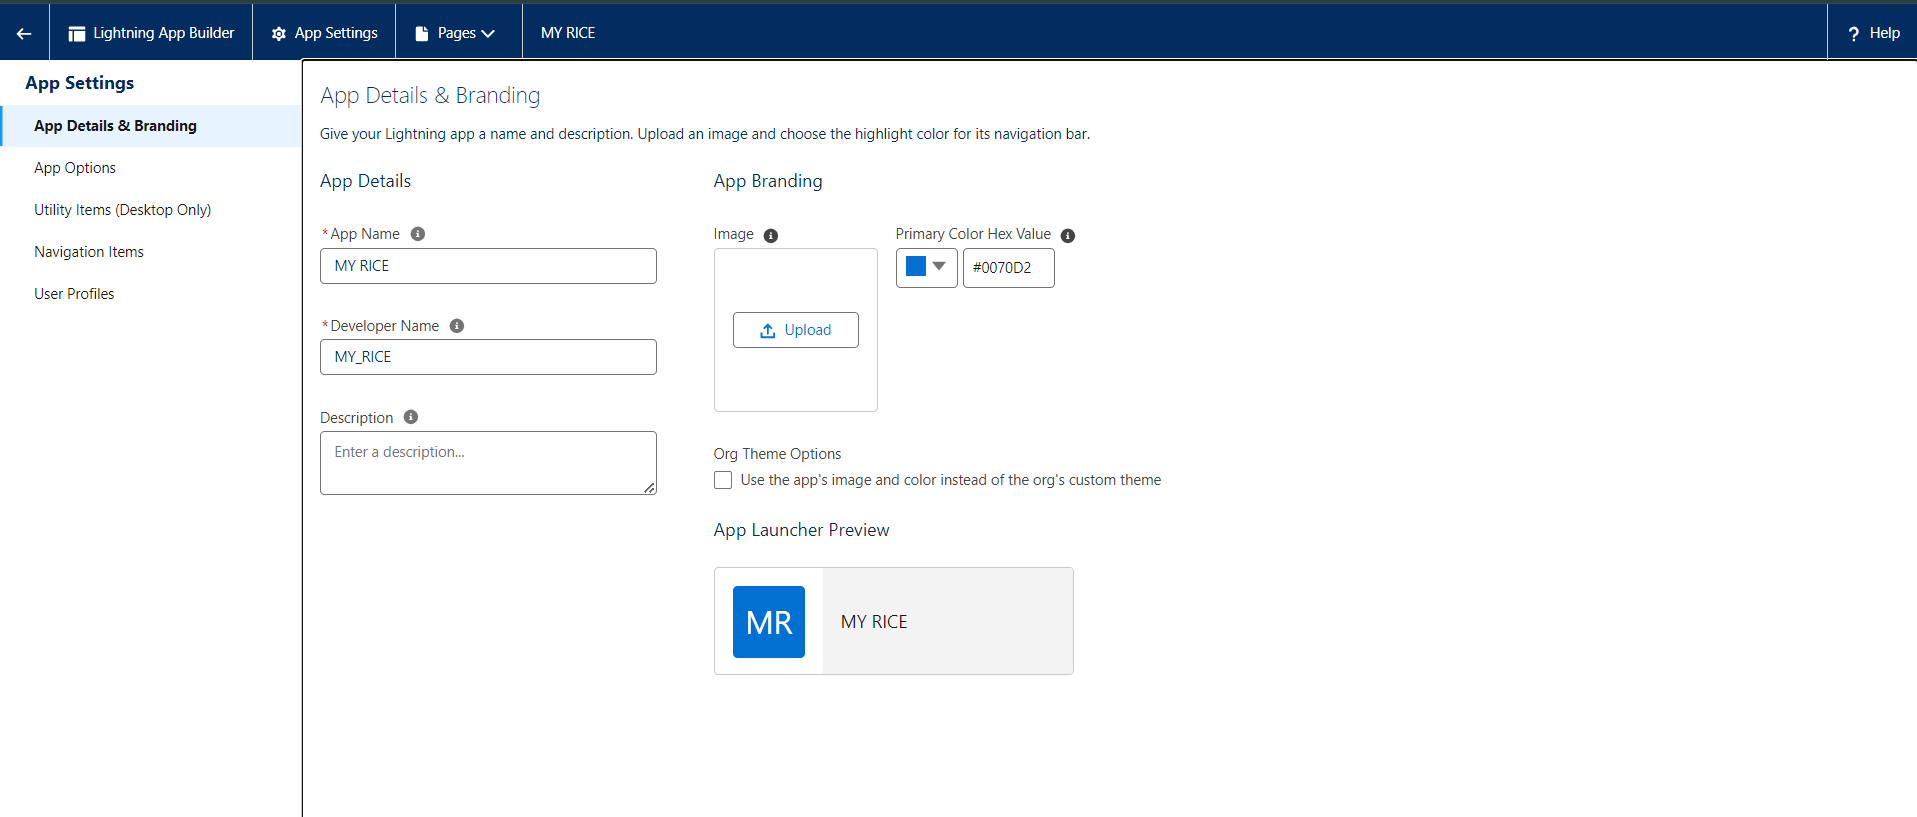 Lightning App Builder
App Settings
Pages
MY RICE
? Help
App Settings
App Details & Branding
App Options
Utility Items (Desktop Only)
Navigation Items
User Profiles
App Details & Branding
Give your Lightning app a name and description. Upload an image and choose the highlight color for its navigation bar.
App Details
*App Name
MY RICE
*Developer Name
MY_RICE
Description
Enter a description...
App Branding
Image
Upload
Primary Color Hex Value
#0070D2
Org Theme Options
Use the app's image and color instead of the org's custom theme
App Launcher Preview
MR
MY RICE